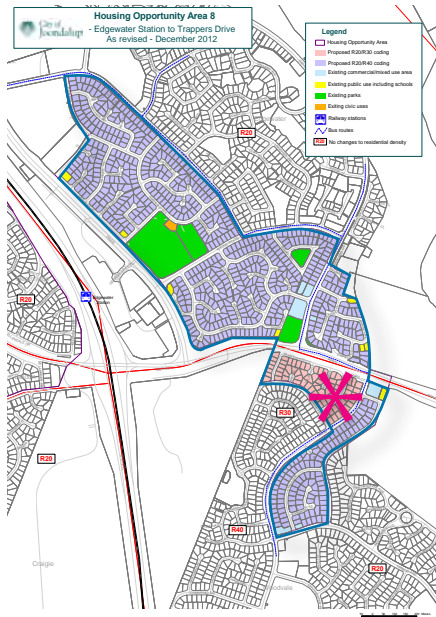 City of
Joondalup
Housing Opportunity Area 8
- Edgewater Station to Trappers Drive
As revised - December 2012
Legend
Housing Opportunity Area
Proposed R20/R30 coding
Proposed R20/R40 coding
Existing commercial/mixed use area
Existing public use including schools
Existing parks
Exiting civic uses
Railway stations
Bus routes
R20 No changes to residential density
R20
R20
Edgewater
Station
R30
R20
R40
R20
Craigie